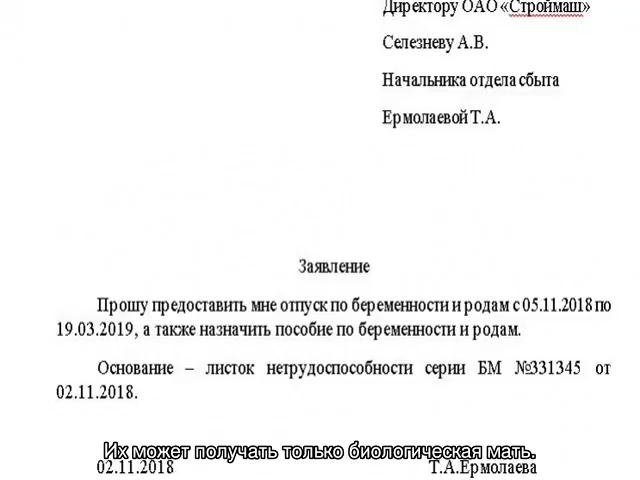 Директору ОАО «Строймаш»
Селезневу А.В.
Начальника отдела сбыта
Ермолаевой Т.А.
Заявление
Прошу предоставить мне отпуск по беременности и родам с 05.11.2018 по
19.03.2019, а также назначить пособие по беременности и родам.
Основание – листок нетрудоспособности серии БМ №331345 от
02.11.2018.
Их может получать только биологическая мать.
02.11.2018 Т.А.Ермолаева